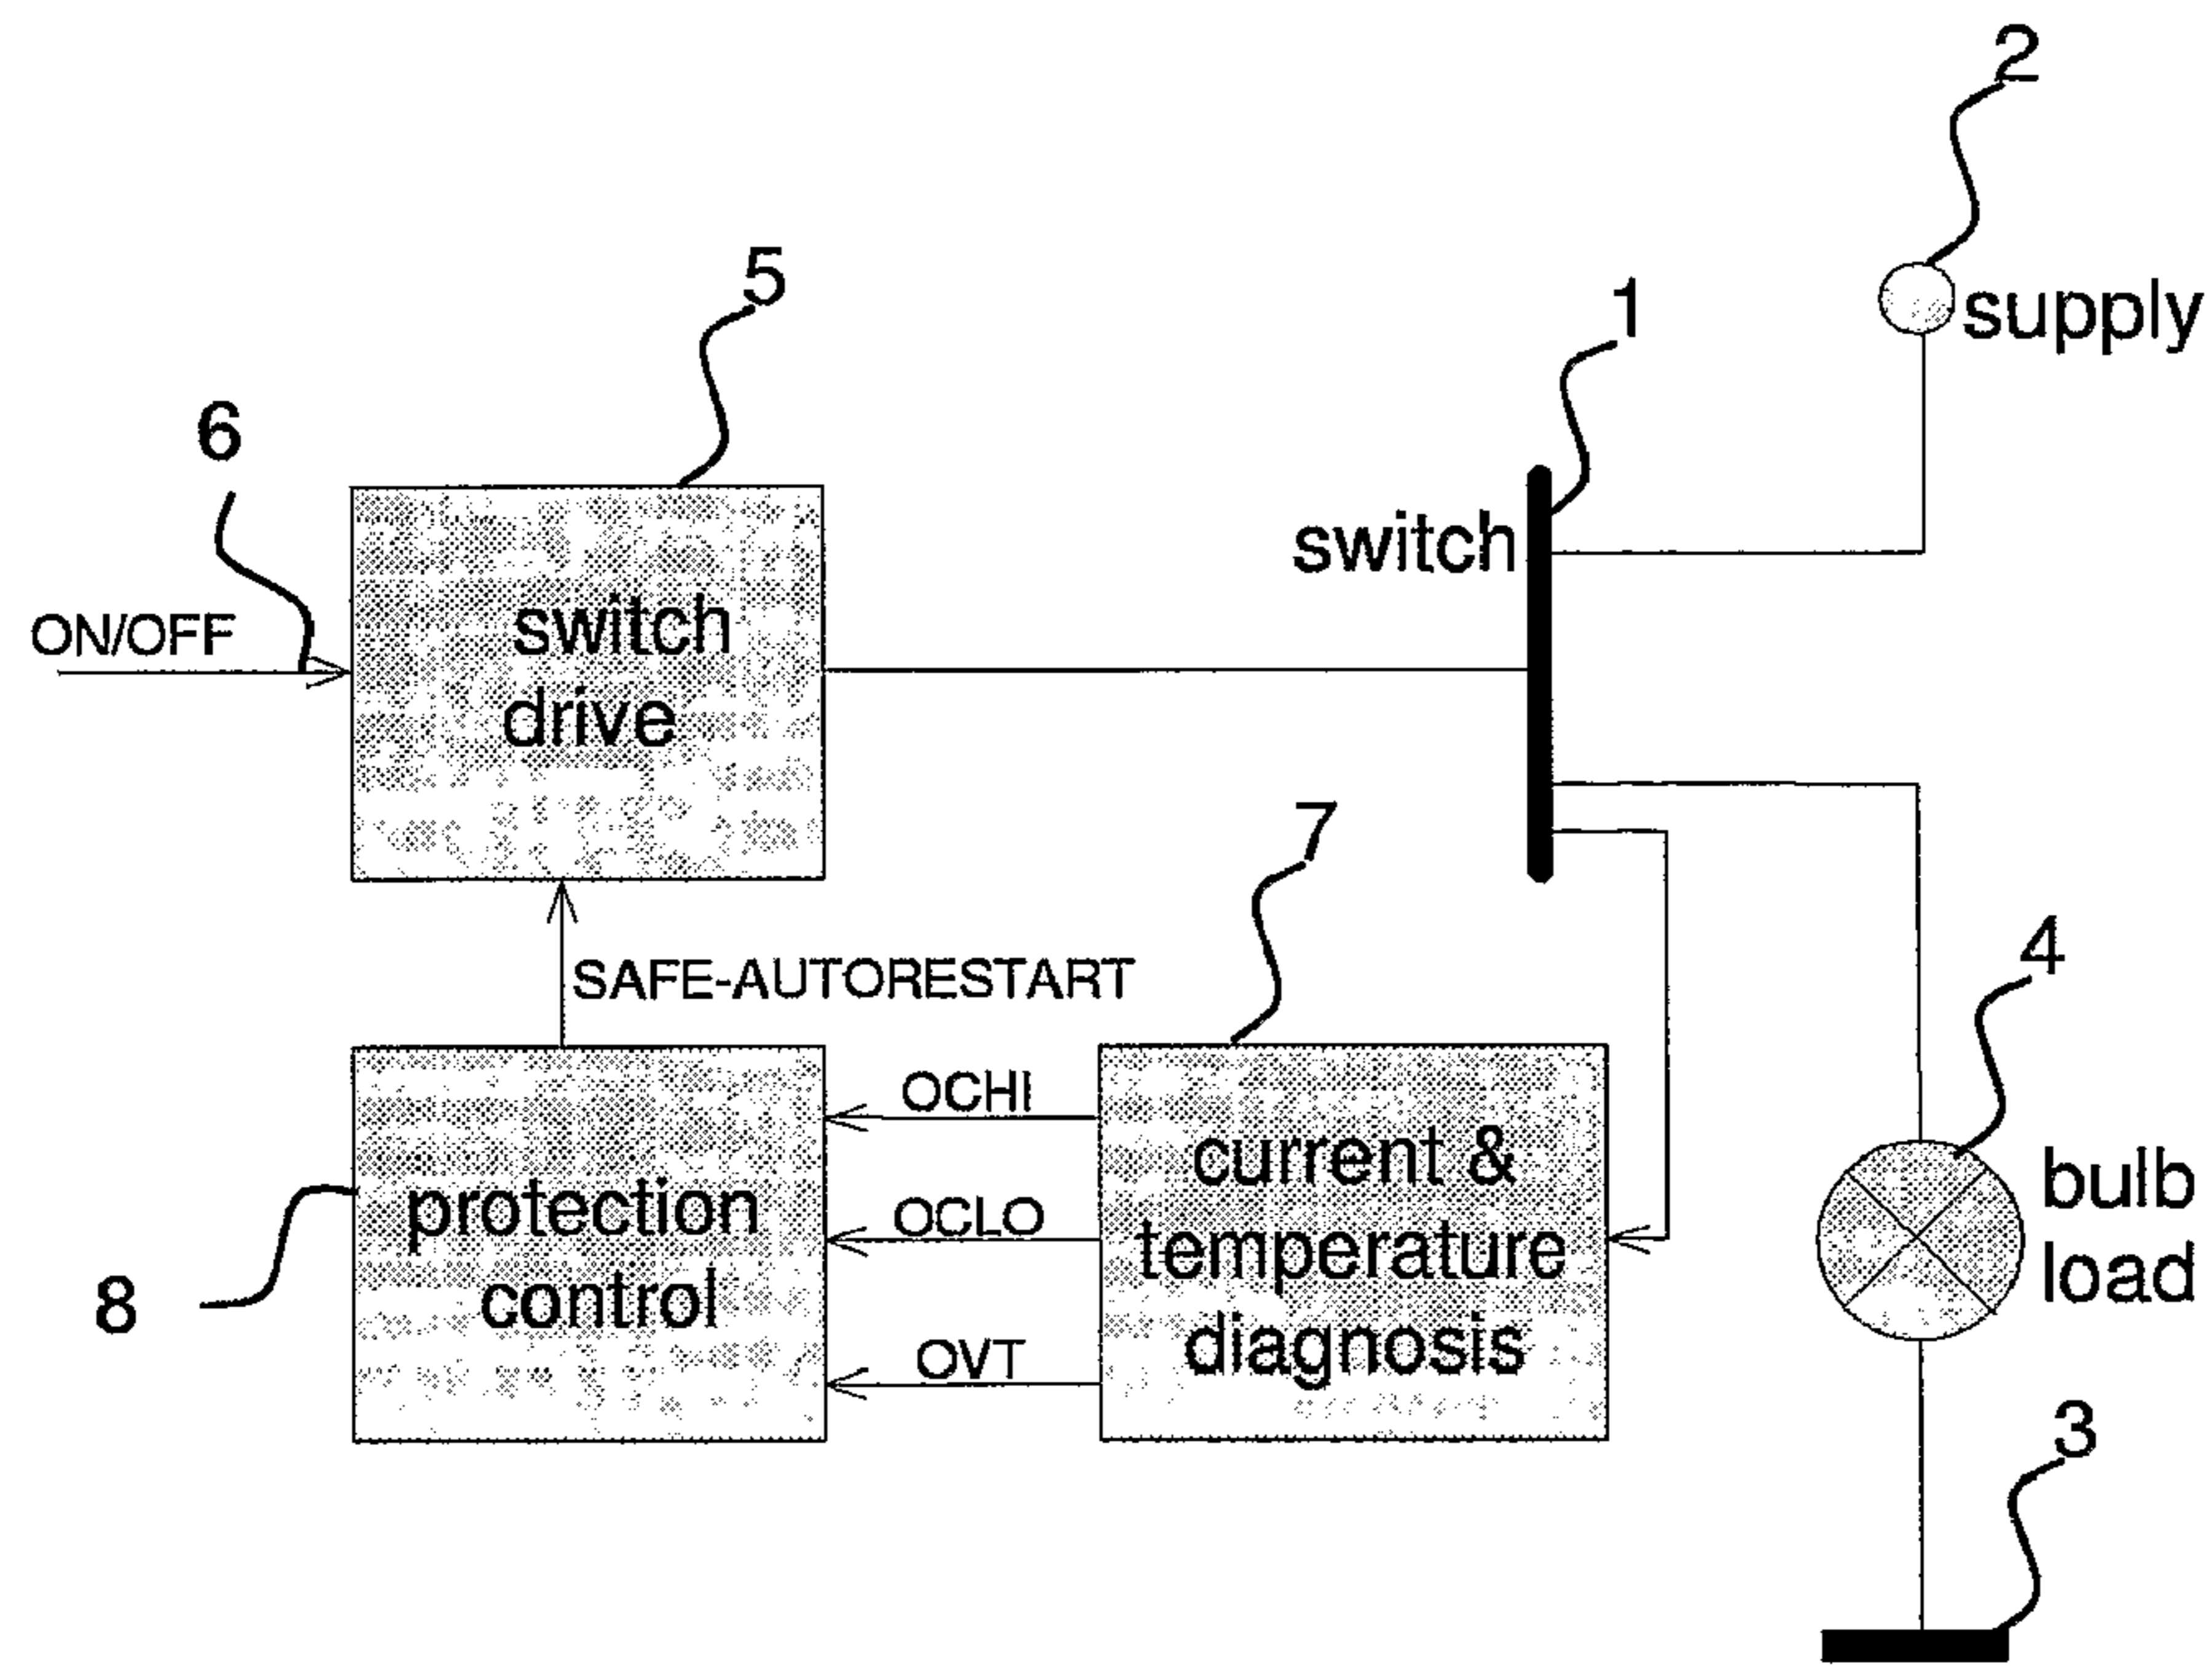 2
supply
5
1
6
switch
ON/OFF
switch
drive
7
4
SAFE-AUTORESTART
OCHI
current &
bulb
protection
OCLO
temperature
load
control
8
OVT
diagnosis
3